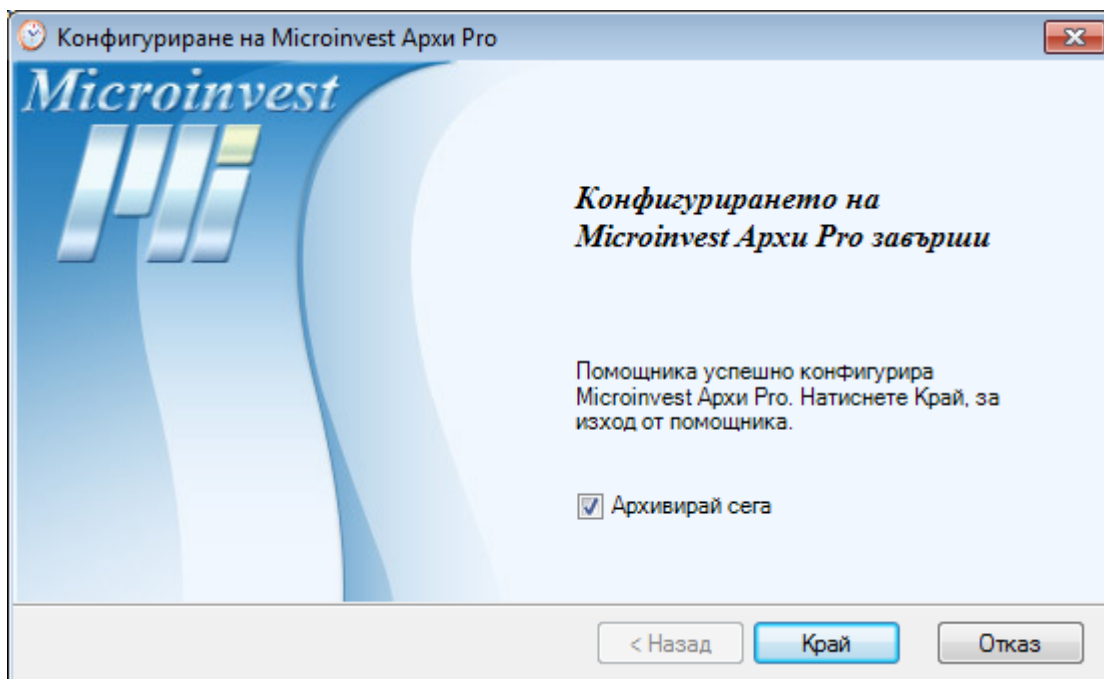 Конфигуриране на Microinvest Архи Pro
Microinvest
Конфигурирането на
Microinvest Архи Pro завърши
Помощника успешно конфигурира
Microinvest Архи Pro. Натиснете Край, за
изход от помощника.
Архивирай сега
< Назад
Край
Отказ